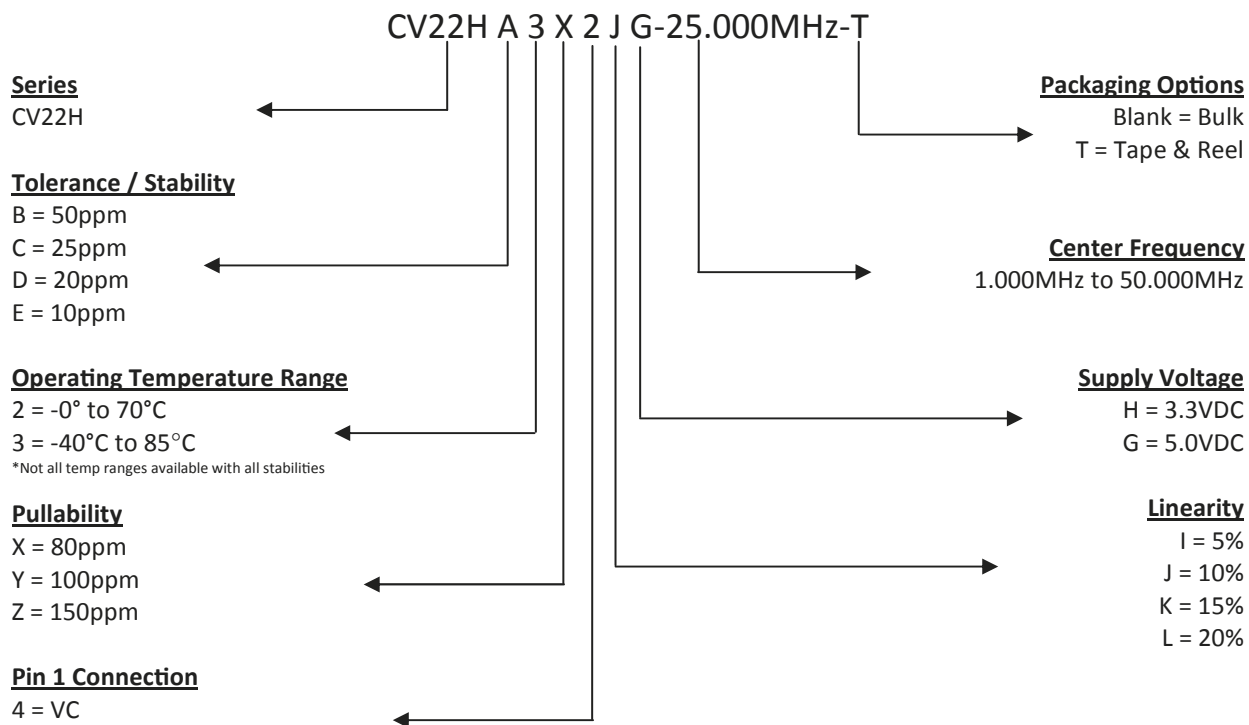 CV22H A 3 X 2 J G-25.000MHz-T
Series
CV22H
Tolerance / Stability
B = 50ppm
C = 25ppm
D = 20ppm
E = 10ppm
Operating Temperature Range
2 = -0° to 70°C
3 = -40°C to 85°C
*Not all temp ranges available with all stabilities
Pullability
X = 80ppm
Y = 100ppm
Z = 150ppm
Pin 1 Connection
4 = VC
Packaging Options
Blank = Bulk
T = Tape & Reel
Center Frequency
1.000MHz to 50.000MHz
Supply Voltage
H = 3.3VDC
G = 5.0VDC
Linearity
I = 5%
J = 10%
K = 15%
L = 20%